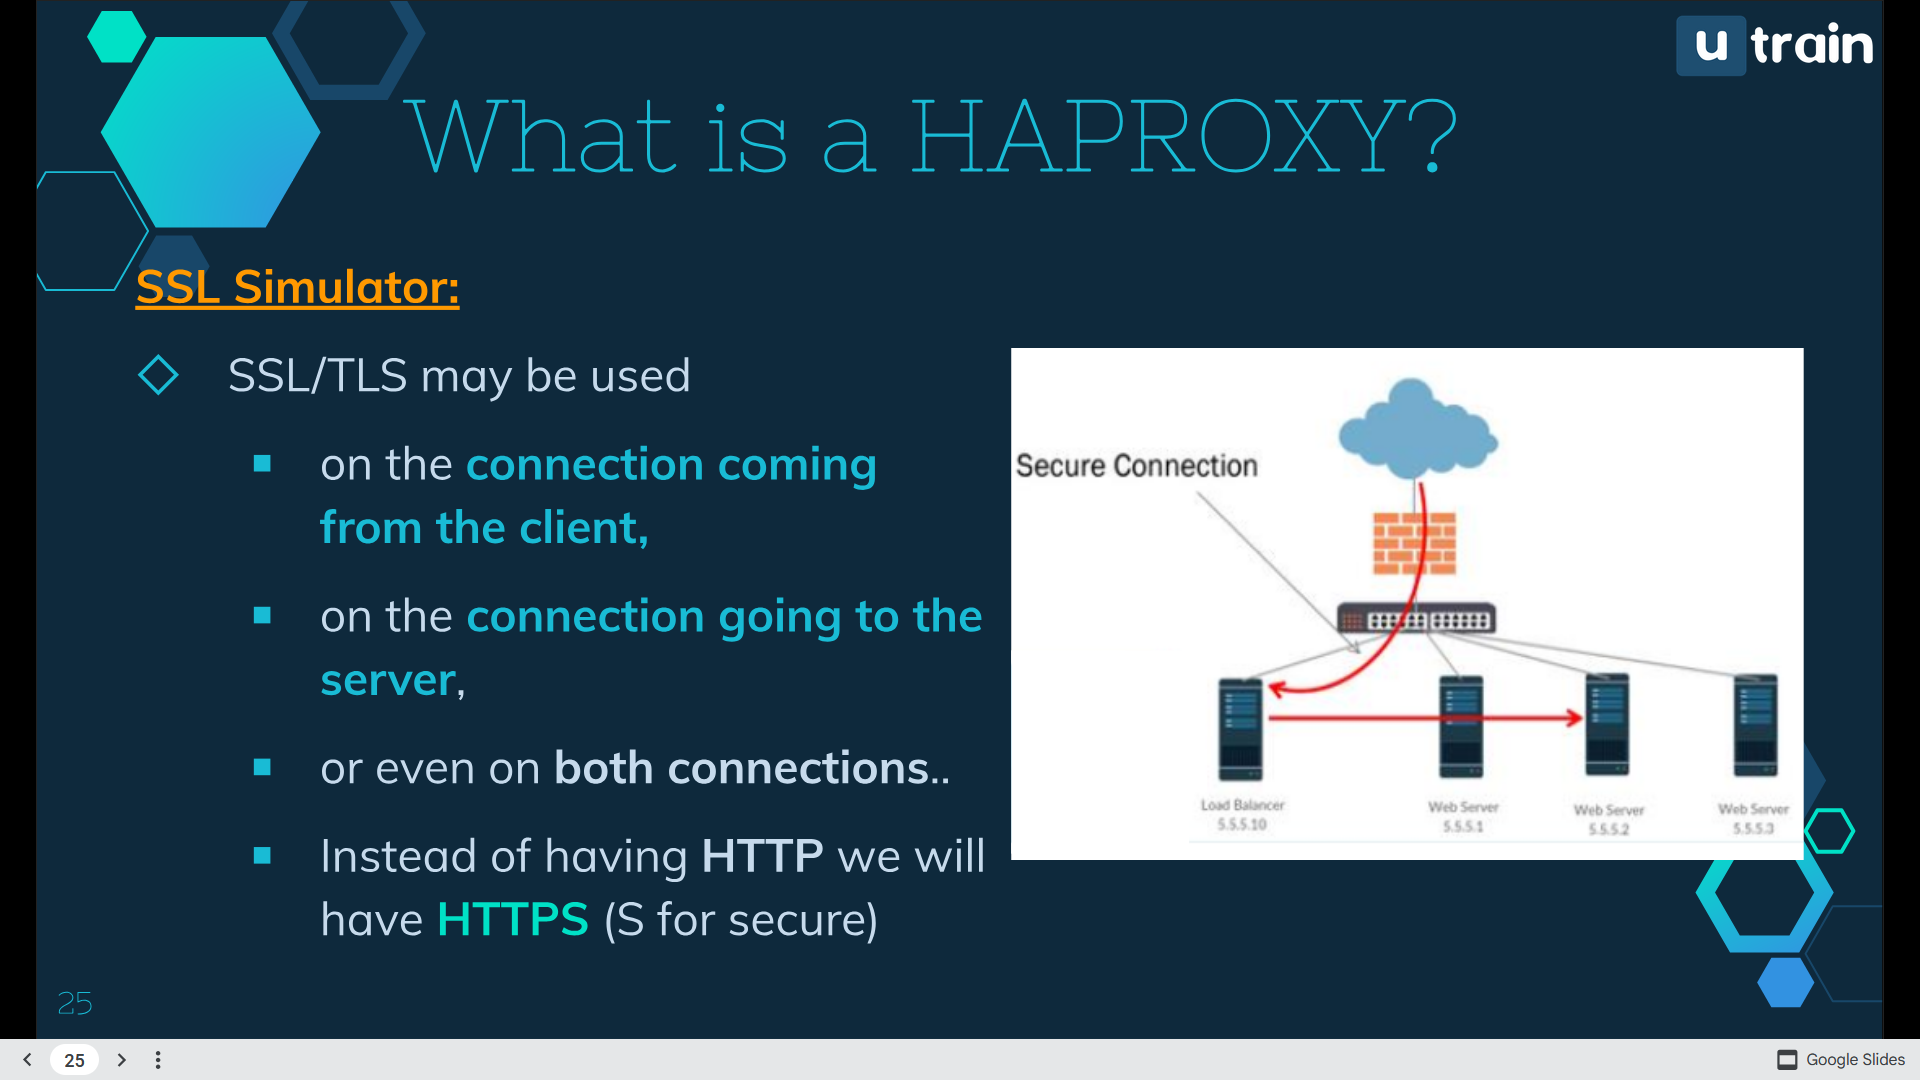 u train
What is a HAPROXY?
SSL Simulator:
SSL/TLS may be used
on the connection coming
from the client,
on the connection going to the
server,
or even on both connections..
Instead of having HTTP we will
have HTTPS (S for secure)
Secure Connection
Load Balancer
5.5.5.10
Web Server
5.5.5.1
Web Server
5.5.5.2
Web Server
5.5.5.3
25
25
Google Slides